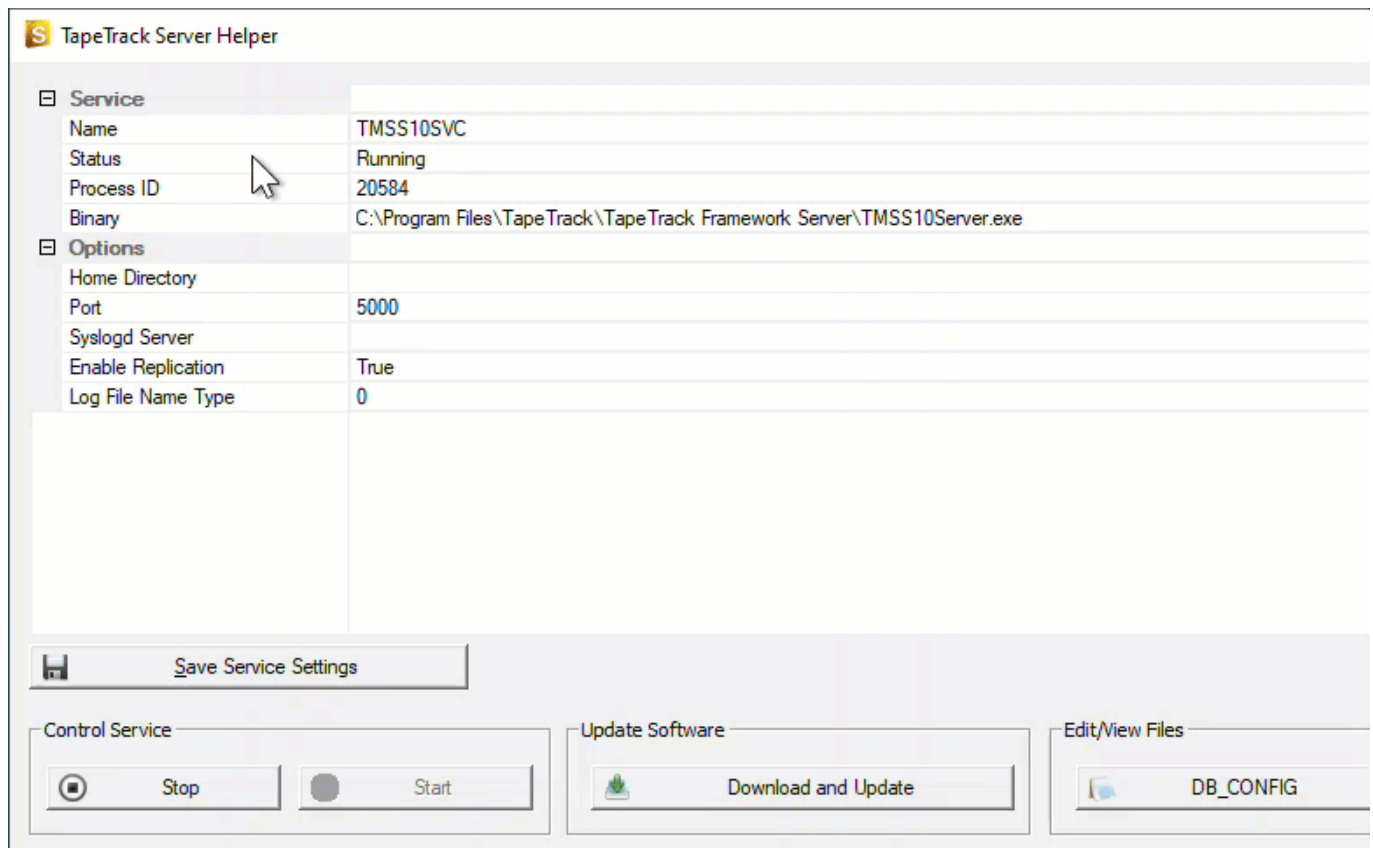 TapeTrack Server Helper
Service
Name TMSS10SVC
Status Running
Process ID 20584
Binary C:\Program Files\TapeTrack\TapeTrack Framework Server\TMSS10Server.exe
Options
Home Directory
Port 5000
Syslogd Server
Enable Replication True
Log File Name Type 0
Save Service Settings
Control Service Update Software Edit/View Files
Stop Start Download and Update DB_CONFIG